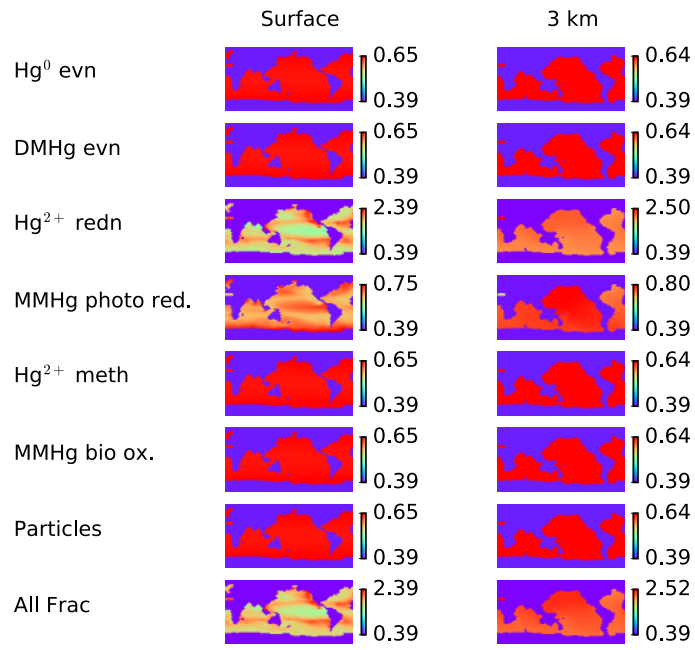 Surface 3 km
Hg⁰ evn 0.65 0.39 0.64 0.39
DMHg evn 0.65 0.39 0.64 0.39
Hg²⁺ redn 2.39 0.39 2.50 0.39
MMHg photo red. 0.75 0.39 0.80 0.39
Hg²⁺ meth 0.65 0.39 0.64 0.39
MMHg bio ox. 0.65 0.39 0.64 0.39
Particles 0.65 0.39 0.64 0.39
All Frac 2.39 0.39 2.52 0.39